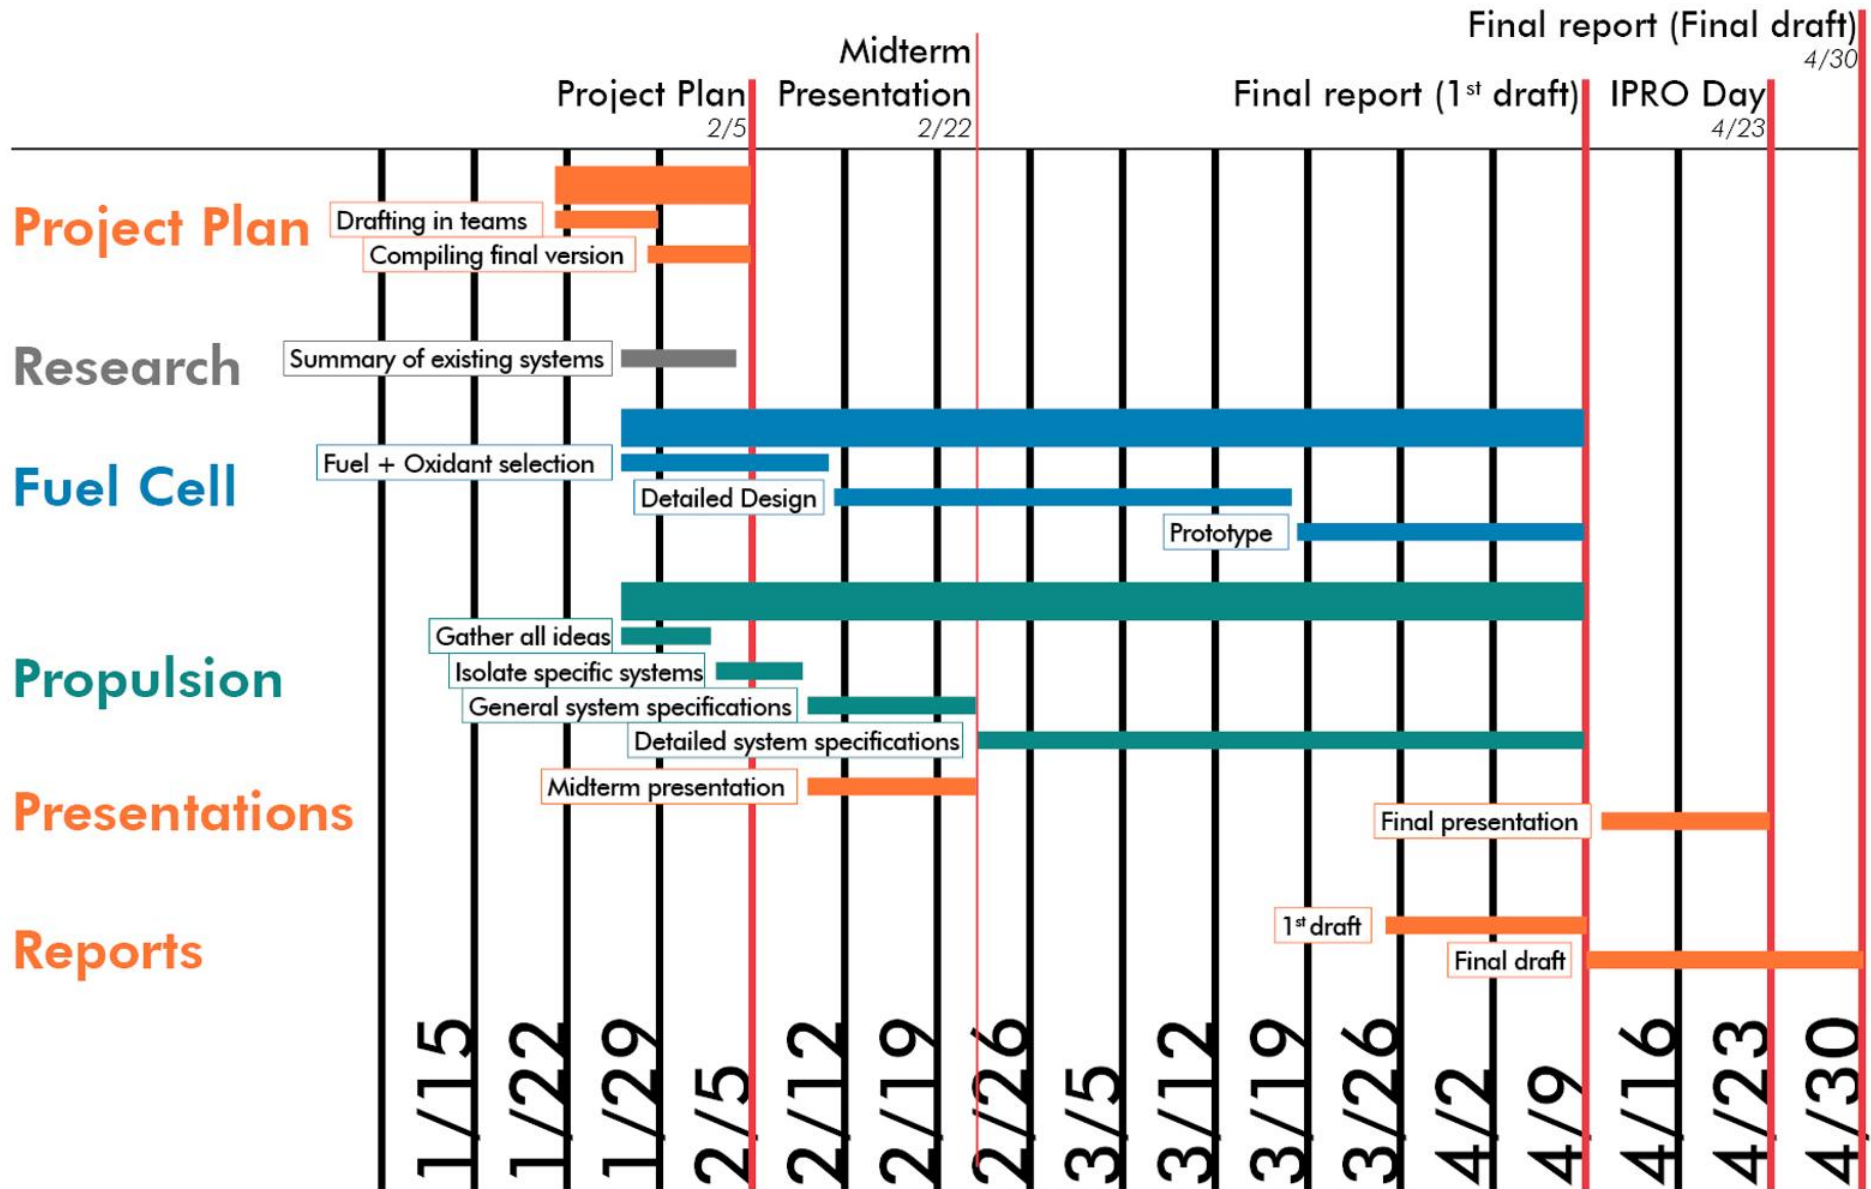 Final report (Final draft)
4/30
Midterm
Project Plan
Presentation
Final report (1st draft)
IPRO Day
2/5
2/22
4/23
Project Plan
Drafting in teams
Compiling final version
Research
Summary of existing systems
Fuel Cell
Fuel + Oxidant selection
Detailed Design
Prototype
Propulsion
Gather all ideas
Isolate specific systems
General system specifications
Detailed system specifications
Presentations
Midterm presentation
Final presentation
Reports
1st draft
Final draft
1/15
1/22
1/29
2/5
2/12
2/19
2/26
3/5
3/12
3/19
3/26
4/2
4/9
4/16
4/23
4/30